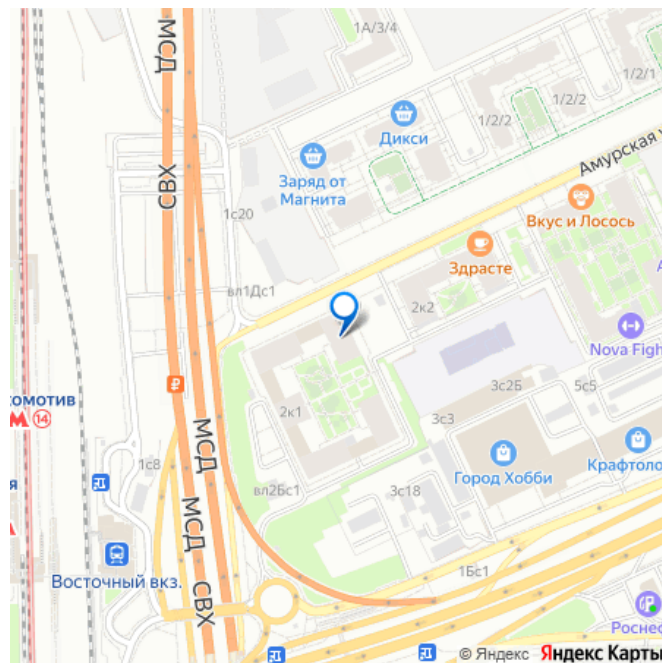 МСД
1А/3/4
1/2/1
1/2/2
1/2/2
Дикси
Амурская
Заряд от
Магнита
СВХ
1с20
Вкус и Лосось
Здрасте
вл1Дс1
2к2
Nova Figh
3с2Б
5с5
комотив
14
2к1
3с3
МСД
Город Хобби
Крафтоло
1с8
вл2Бс1
3с18
МСД
Восточный вкз.
1Бс1
СВХ
Роснеф
© Яндекс Яндекс Карты